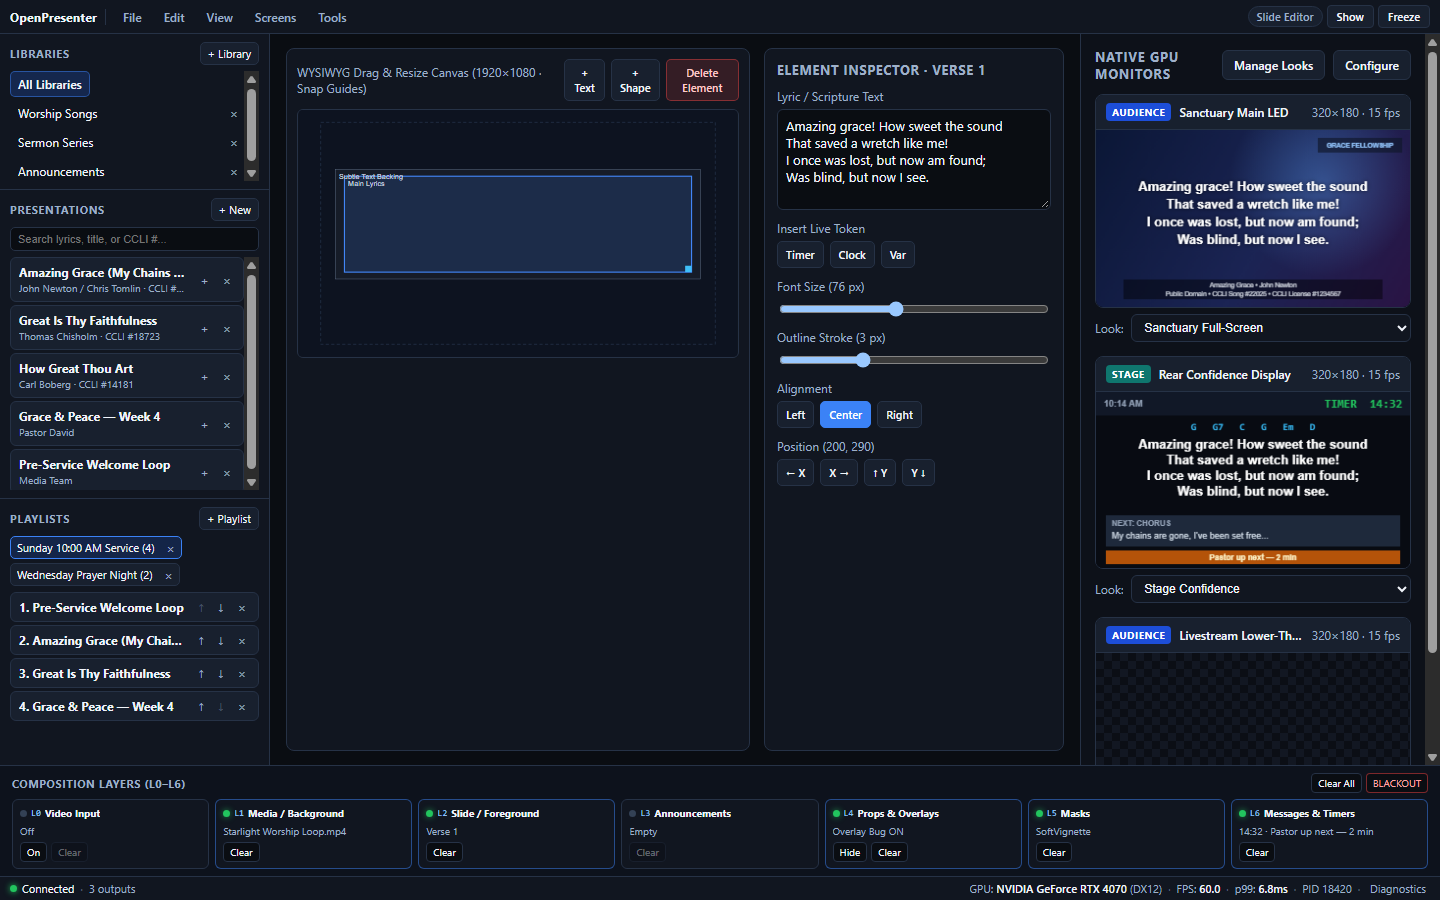 OpenPresenter File Edit View Screens Tools Slide Editor Show Freeze
LIBRARIES + Library
All Libraries
Worship Songs ×
Sermon Series ×
Announcements ×
PRESENTATIONS + New
Search lyrics, title, or CCLI #...
Amazing Grace (My Chains ... + ×
John Newton / Chris Tomlin · CCLI #...
Great Is Thy Faithfulness + ×
Thomas Chisholm · CCLI #18723
How Great Thou Art + ×
Carl Boberg · CCLI #14181
Grace & Peace — Week 4 + ×
Pastor David
Pre-Service Welcome Loop + ×
Media Team
PLAYLISTS + Playlist
Sunday 10:00 AM Service (4) ×
Wednesday Prayer Night (2) ×
1. Pre-Service Welcome Loop ↑ ↓ ×
2. Amazing Grace (My Chai... ↑ ↓ ×
3. Great Is Thy Faithfulness ↑ ↓ ×
4. Grace & Peace — Week 4 ↑ ↓ ×
WYSIWYG Drag & Resize Canvas (1920×1080 ·
Snap Guides)
+
Text
+
Shape
Delete
Element
Subtle Text Backing
Main Lyrics
ELEMENT INSPECTOR · VERSE 1
Lyric / Scripture Text
Amazing grace! How sweet the sound
That saved a wretch like me!
I once was lost, but now am found;
Was blind, but now I see.
Insert Live Token
Timer Clock Var
Font Size (76 px)
Outline Stroke (3 px)
Alignment
Left Center Right
Position (200, 290)
← X X → ↑ Y Y ↓
NATIVE GPU
MONITORS
Manage Looks Configure
AUDIENCE Sanctuary Main LED 320×180 · 15 fps
GRACE FELLOWSHIP
Amazing grace! How sweet the sound
That saved a wretch like me!
I once was lost, but now am found;
Was blind, but now I see.
Amazing Grace • John Newton
Public Domain • CCLI Song #22025 • CCLI License #1234567
Look: Sanctuary Full-Screen
STAGE Rear Confidence Display 320×180 · 15 fps
10:14 AM TIMER 14:32
G G7 C G Em D
Amazing grace! How sweet the sound
That saved a wretch like me!
I once was lost, but now am found;
Was blind, but now I see.
NEXT: CHORUS
My chains are gone, I've been set free...
Pastor up next — 2 min
Look: Stage Confidence
AUDIENCE Livestream Lower-Th... 320×180 · 15 fps
COMPOSITION LAYERS (L0–L6) Clear All BLACKOUT
L0 Video Input
Off
On Clear
L1 Media / Background
Starlight Worship Loop.mp4
Clear
L2 Slide / Foreground
Verse 1
Clear
L3 Announcements
Empty
Clear
L4 Props & Overlays
Overlay Bug ON
Hide Clear
L5 Masks
SoftVignette
Clear
L6 Messages & Timers
14:32 · Pastor up next — 2 min
Clear
Connected · 3 outputs GPU: NVIDIA GeForce RTX 4070 (DX12) · FPS: 60.0 · p99: 6.8ms · PID 18420 · Diagnostics